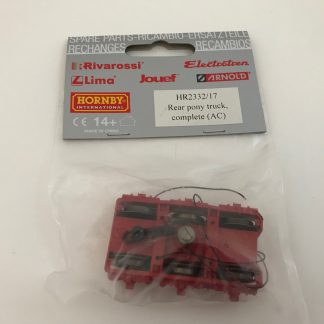 SPARE PARTS-RICAMBIO-ERSATZTEILE
RECHANGES RECAMBIOS
Rivarossi Electrotren
Lima Jouef ARNOLD
HORNBY
INTERNATIONAL
CE 14+
MADE IN CHINA
HR2332/17
Rear pony truck,
complete (AC)